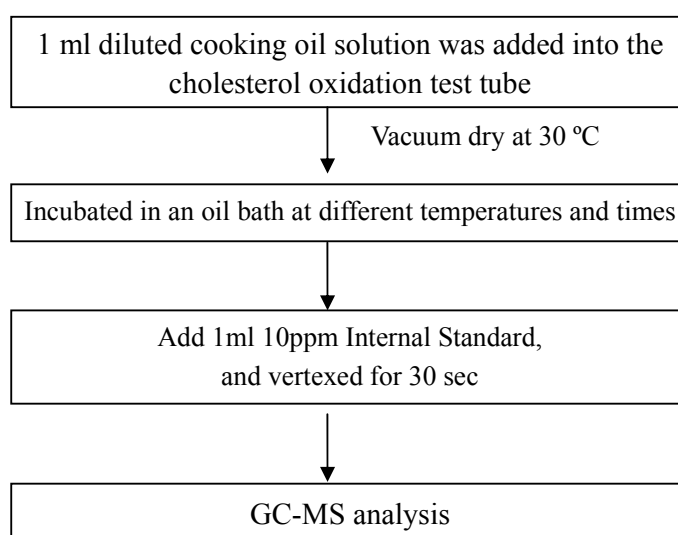 1 ml diluted cooking oil solution was added into the
cholesterol oxidation test tube
Vacuum dry at 30 ºC
Incubated in an oil bath at different temperatures and times
Add 1ml 10ppm Internal Standard,
and vertexed for 30 sec
GC-MS analysis